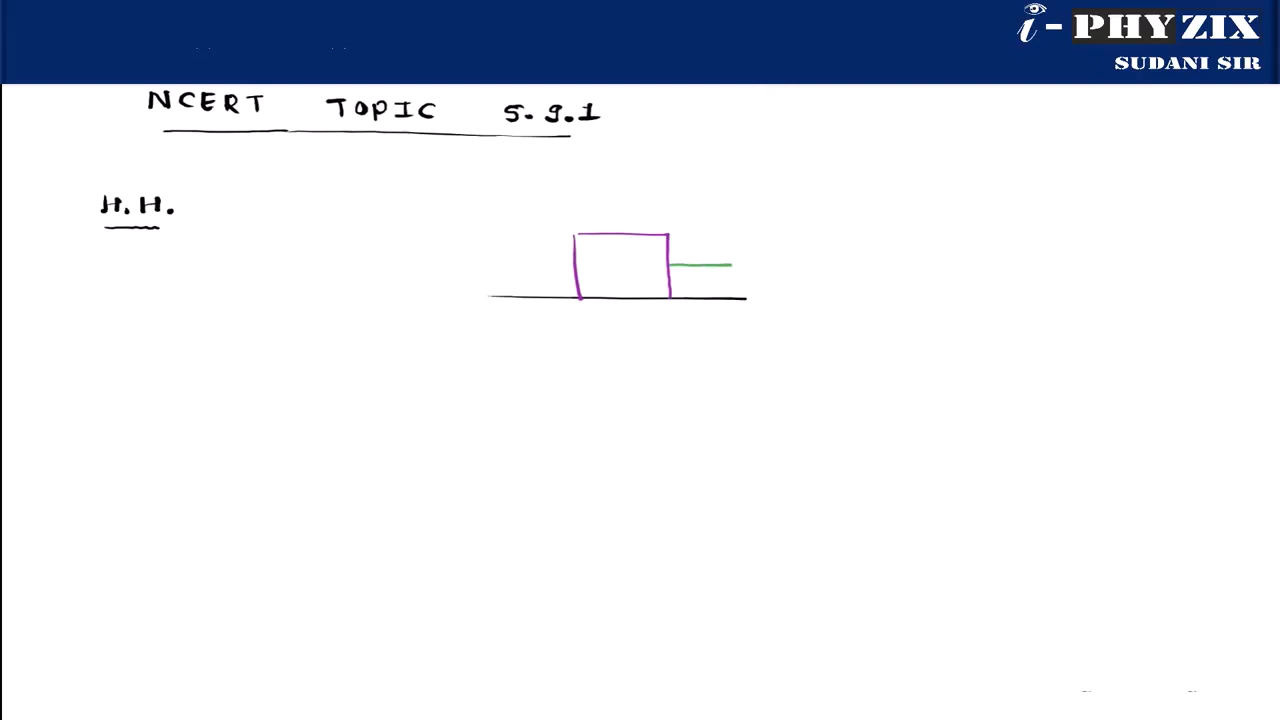 i - PHYZIX
SUDANI SIR
NCERT TOPIC 5.9.1
H.H.